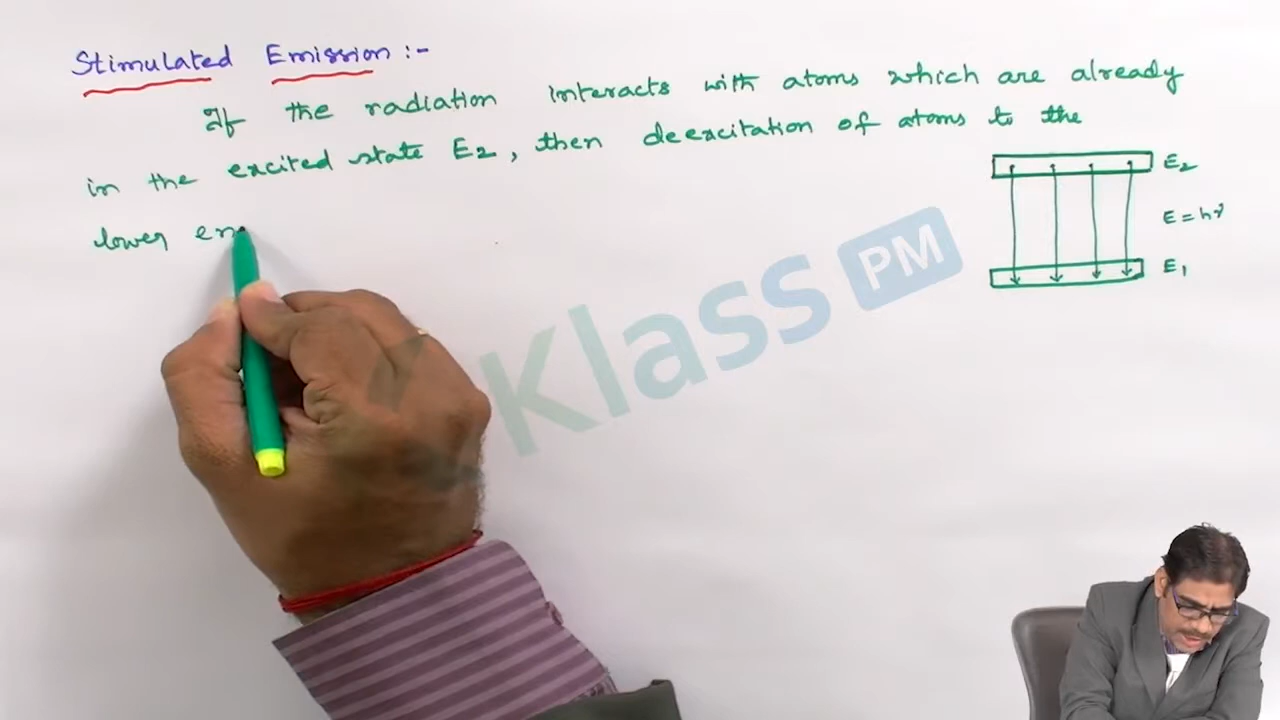 Stimulated Emission :-
If the radiation interacts with atoms which are already
in the excited state E₂, then deexcitation of atoms to the
lower en
E₂
E = hν
E₁
Klass PM